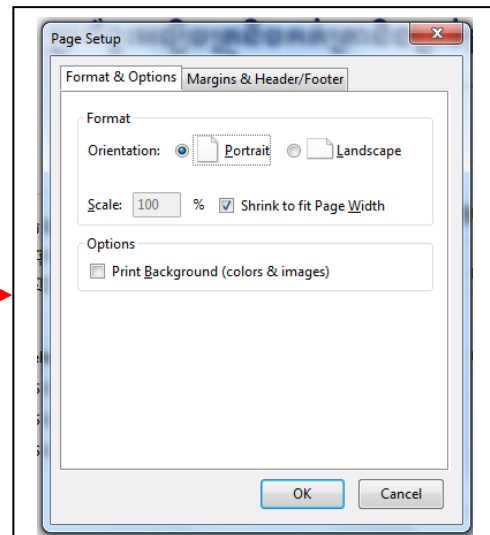 Page Setup
Format & Options Margins & Header/Footer
Format
Orientation: Portrait Landscape
Scale: 100 % Shrink to fit Page Width
Options
Print Background (colors & images)
OK Cancel